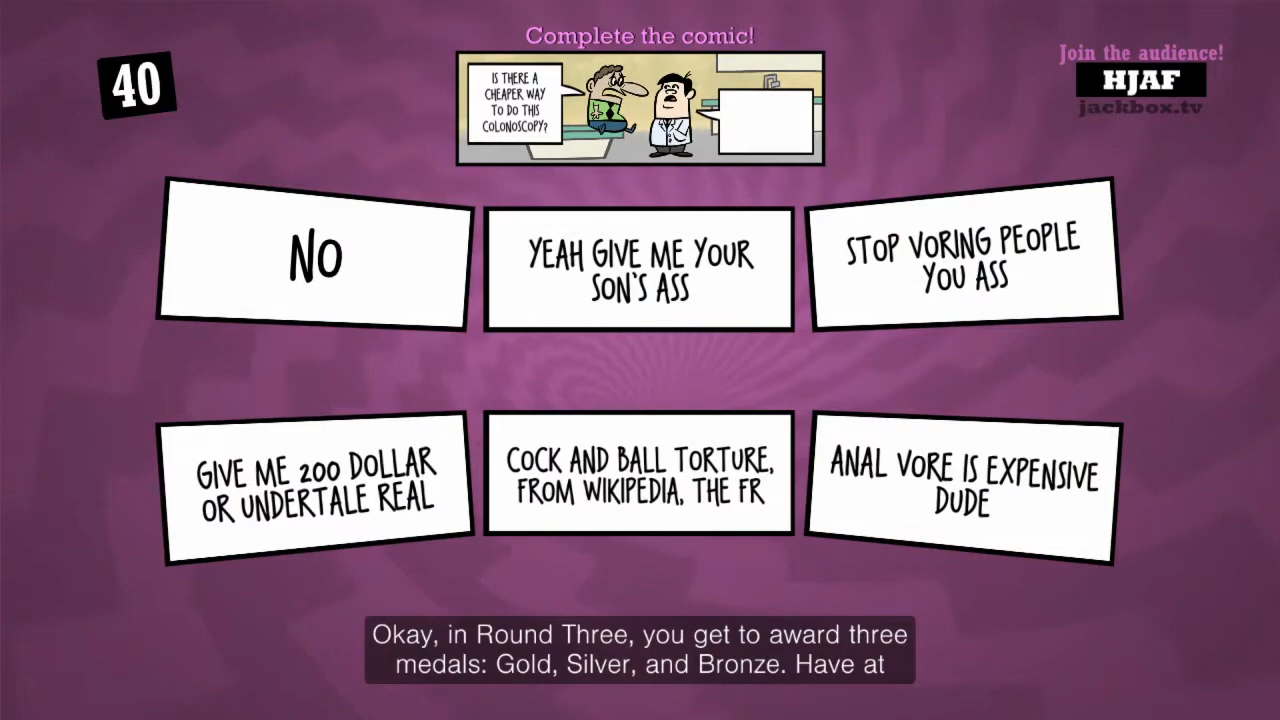 Complete the comic!
40
IS THERE A
CHEAPER WAY
TO DO THIS
COLONOSCOPY?
Join the audience!
HJAF
jackbox.tv
NO
YEAH GIVE ME YOUR
SON'S ASS
STOP VORING PEOPLE
YOU ASS
GIVE ME 200 DOLLAR
OR UNDERTALE REAL
COCK AND BALL TORTURE,
FROM WIKIPEDIA, THE FR
ANAL VORE IS EXPENSIVE
DUDE
Okay, in Round Three, you get to award three
medals: Gold, Silver, and Bronze. Have at